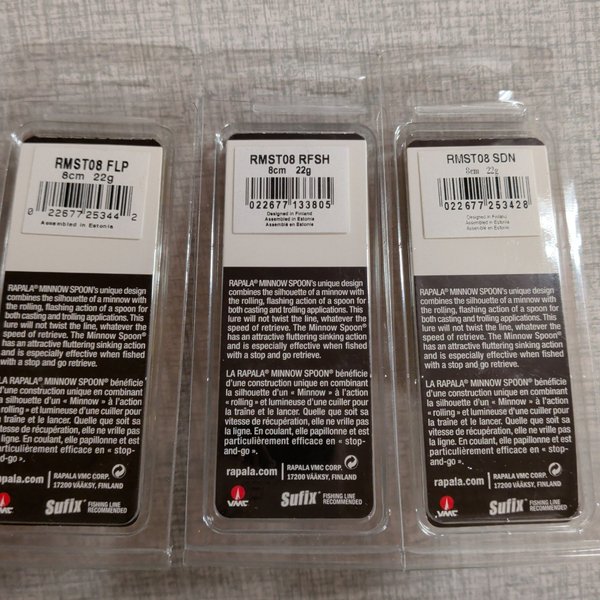 RMST08 FLP
8cm 22g
0 22677 25344 2
Assembled in Estonia
RAPALA® MINNOW SPOON'S unique design
combines the silhouette of a minnow with
the rolling, flashing action of a spoon for
both casting and trolling applications. This
lure will not twist the line, whatever the
speed of retrieve. The Minnow Spoon®
has an attractive fluttering sinking action
and is especially effective when fished
with a stop and go retrieve.
LA RAPALA® MINNOW SPOON® bénéficie
d'une construction unique en combinant
la silhouette d'un « Minnow » à l'action
« rolling » et lumineuse d'une cuiller pour
la traîne et le lancer. Quelle que soit sa
vitesse de récupération, elle ne vrille pas
la ligne. En coulant, elle papillonne et est
particulièrement efficace en « stop-
and-go ».
rapala.com
RAPALA VMC CORP.
17200 VÄÄKSY, FINLAND
VMC
Sufix
FISHING LINE
RECOMMENDED
RMST08 RFSH
8cm 22g
022677 133805
Designed in Finland
Assembled in Estonia
Assemblé en Estonie
RAPALA® MINNOW SPOON'S unique design
combines the silhouette of a minnow with
the rolling, flashing action of a spoon for
both casting and trolling applications. This
lure will not twist the line, whatever the
speed of retrieve. The Minnow Spoon®
has an attractive fluttering sinking action
and is especially effective when fished
with a stop and go retrieve.
LA RAPALA® MINNOW SPOON® bénéficie
d'une construction unique en combinant
la silhouette d'un « Minnow » à l'action
« rolling » et lumineuse d'une cuiller pour
la traîne et le lancer. Quelle que soit sa
vitesse de récupération, elle ne vrille pas
la ligne. En coulant, elle papillonne et est
particulièrement efficace en « stop-
and-go ».
rapala.com
RAPALA VMC CORP.
17200 VÄÄKSY, FINLAND
VMC
Sufix
FISHING LINE
RECOMMENDED
RMST08 SDN
8cm 22g
022677 253428
Designed in Finland
Assembled in Estonia
Assemblé en Estonie
RAPALA® MINNOW SPOON'S unique design
combines the silhouette of a minnow with
the rolling, flashing action of a spoon for
both casting and trolling applications. This
lure will not twist the line, whatever the
speed of retrieve. The Minnow Spoon®
has an attractive fluttering sinking action
and is especially effective when fished
with a stop and go retrieve.
LA RAPALA® MINNOW SPOON® bénéficie
d'une construction unique en combinant
la silhouette d'un « Minnow » à l'action
« rolling » et lumineuse d'une cuiller pour
la traîne et le lancer. Quelle que soit sa
vitesse de récupération, elle ne vrille pas
la ligne. En coulant, elle papillonne et est
particulièrement efficace en « stop-
and-go ».
rapala.com
RAPALA VMC CORP.
17200 VÄÄKSY, FINLAND
VMC
Sufix
FISHING LINE
RECOMMENDED